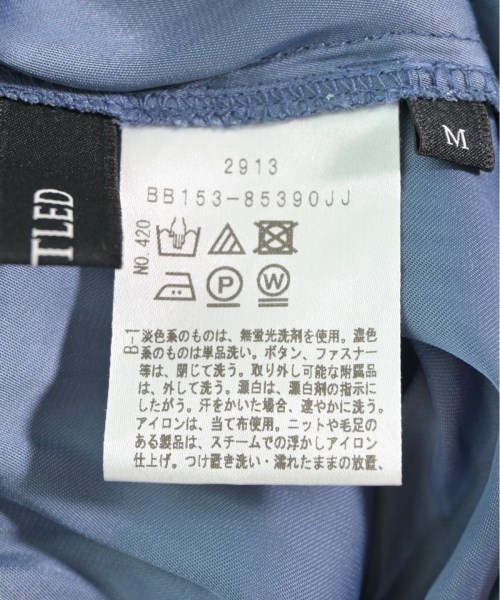 TLED
M
2913
BB153-85390JJ
NO.420
P
W
B-1
淡色系のものは、無蛍光洗剤を使用。濃色
系のものは単品洗い。ボタン、ファスナー
等は、閉じて洗う。取り外し可能な附属品
は、外して洗う。漂白は、漂白剤の指示に
したがう。汗をかいた場合、速やかに洗う。
アイロンは、当て布使用。ニットや毛足の
ある製品は、スチームでの浮かしアイロン
仕上げ。つけ置き洗い・濡れたままの放置、